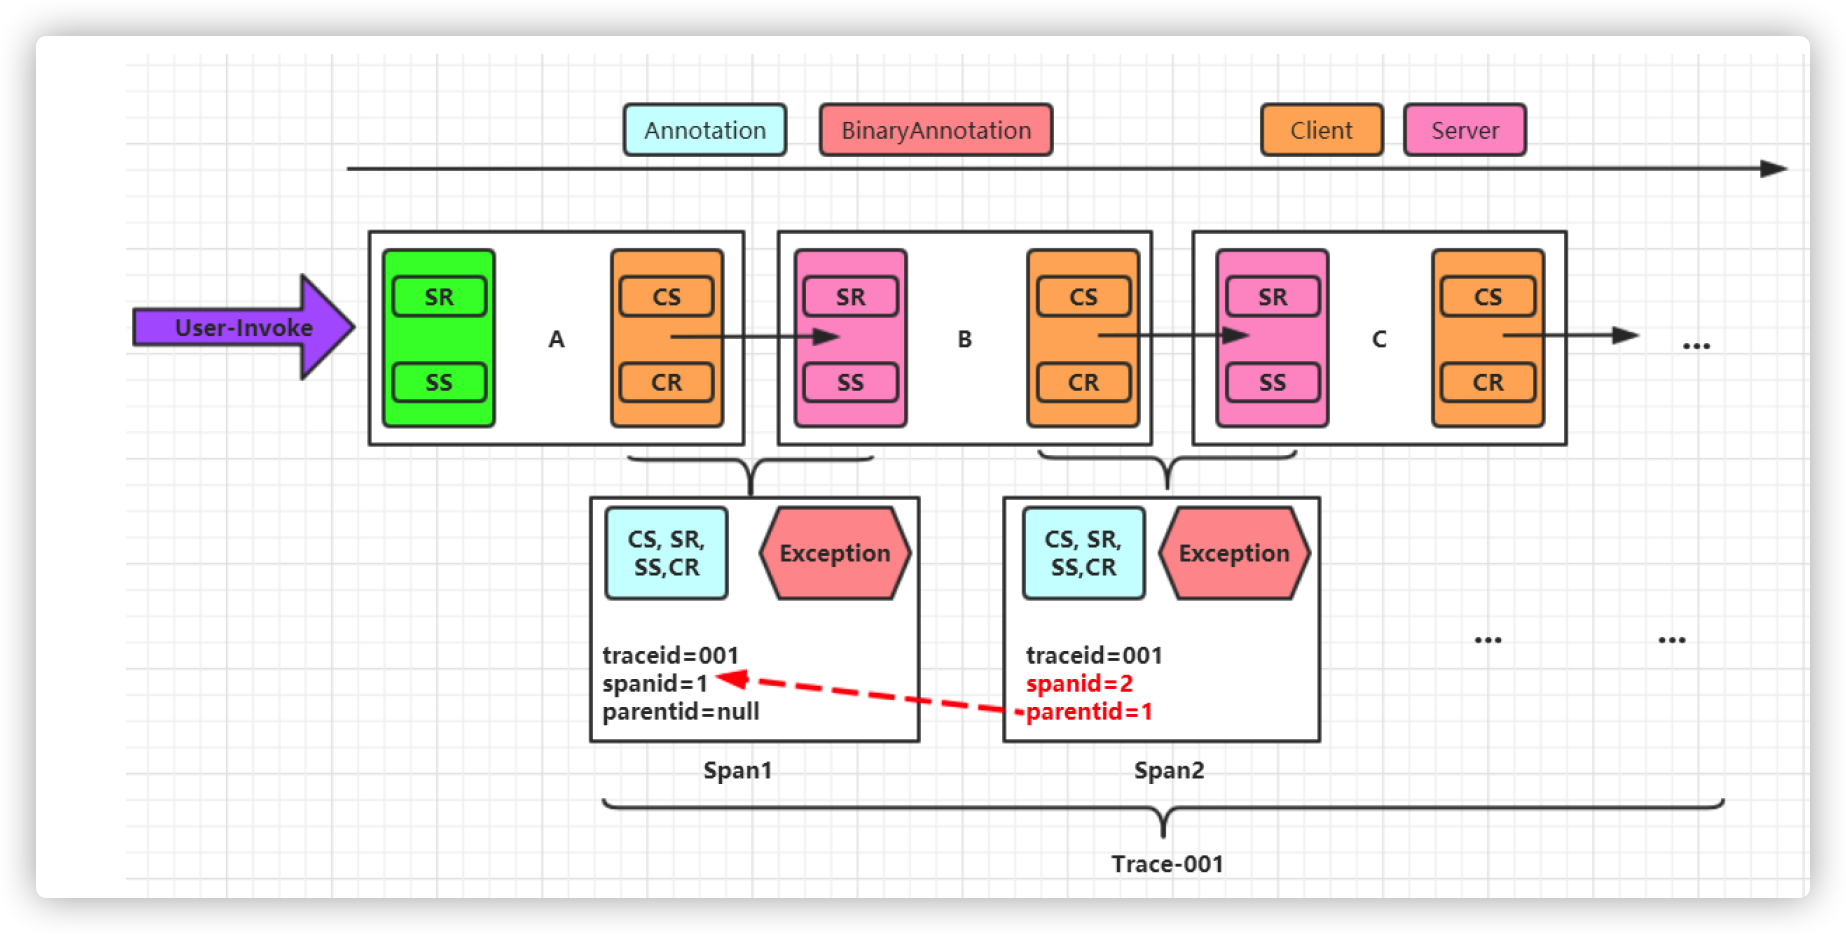 Annotation
BinaryAnnotation
Client
Server
User-Invoke
SR
SS
A
CS
CR
SR
SS
B
CS
CR
SR
SS
C
CS
CR
...
CS, SR,
SS,CR
Exception
traceid=001
spanid=1
parentid=null
Span1
CS, SR,
SS,CR
Exception
traceid=001
spanid=2
parentid=1
Span2
...
...
Trace-001